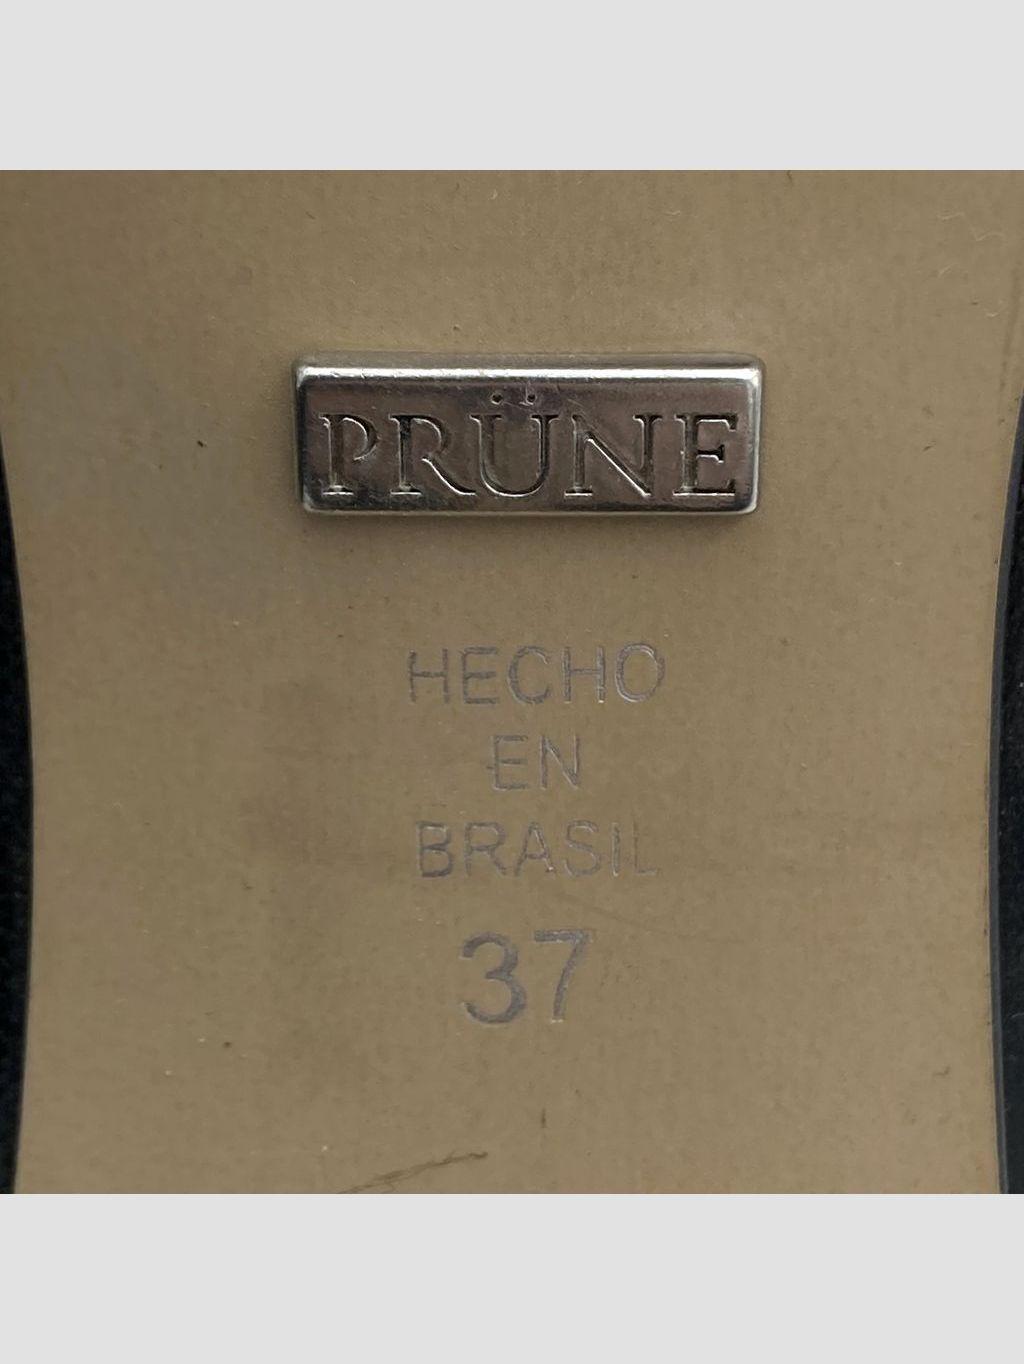 PRÜNE
HECHO
EN
BRASIL
37